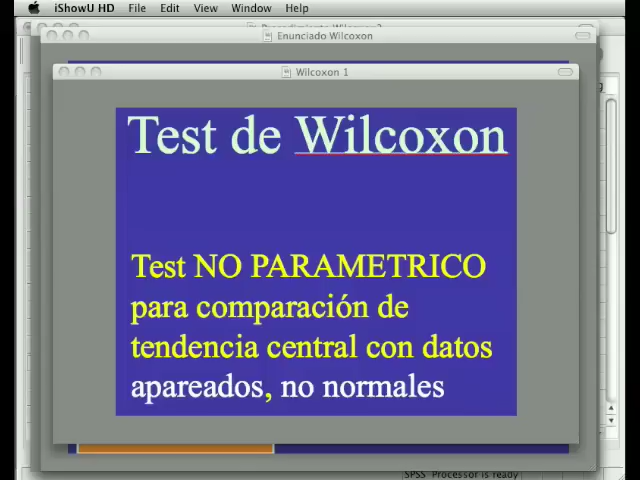 iShowU HD File Edit View Window Help
Enunciado Wilcoxon
Wilcoxon 1
Test de Wilcoxon
Test NO PARAMETRICO
para comparación de
tendencia central con datos
apareados, no normales
SPSS Processor is ready